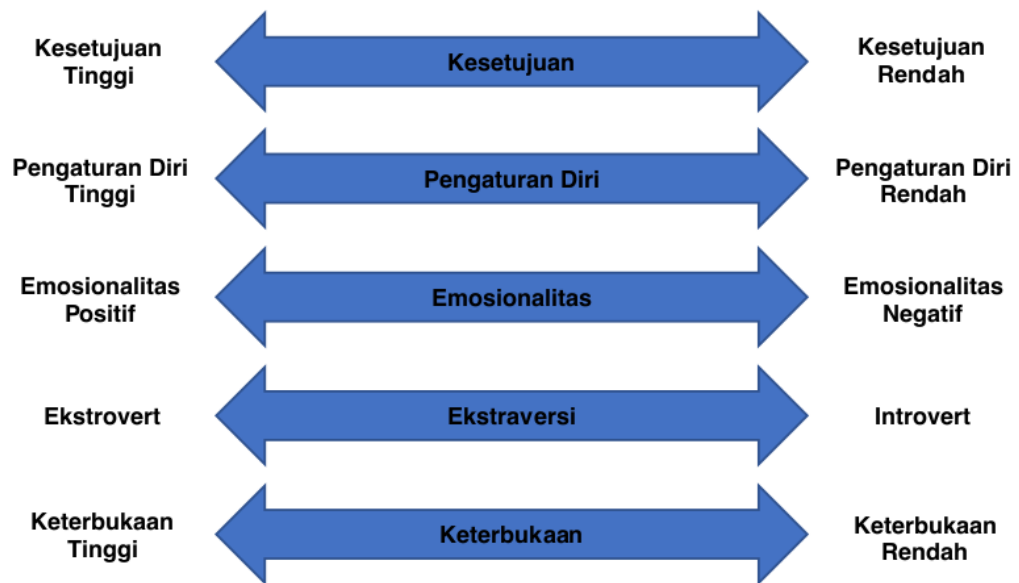 Kesetujuan
Tinggi
Kesetujuan
Kesetujuan
Rendah
Pengaturan Diri
Tinggi
Pengaturan Diri
Pengaturan Diri
Rendah
Emosionalitas
Positif
Emosionalitas
Emosionalitas
Negatif
Ekstrovert
Ekstraversi
Introvert
Keterbukaan
Tinggi
Keterbukaan
Keterbukaan
Rendah